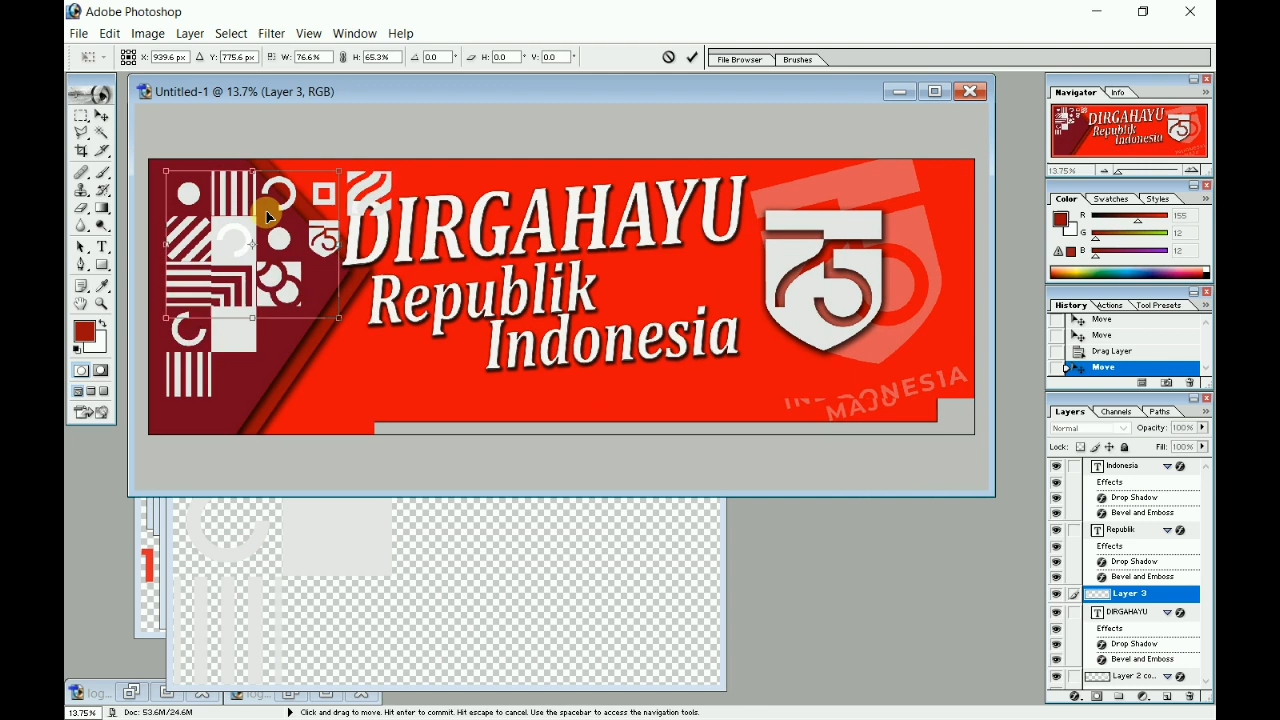 Adobe Photoshop
File Edit Image Layer Select Filter View Window Help
X: 939.6 px Y: 775.6 px W: 76.6% H: 65.3% 0.0 ° H: 0.0 ° V: 0.0 °
File Browser Brushes
Untitled-1 @ 13.7% (Layer 3, RGB)
DIRGAHAYU
Republik
Indonesia
75
MAJU
Navigator Info
13.75%
Color Swatches Styles
R 155
G 12
B 12
History Actions Tool Presets
Move
Move
Drag Layer
Move
Layers Channels Paths
Normal Opacity: 100%
Lock: Fill: 100%
Indonesia
Effects
Drop Shadow
Bevel and Emboss
Republik
Effects
Drop Shadow
Bevel and Emboss
Layer 3
DIRGAHAYU
Effects
Drop Shadow
Bevel and Emboss
Layer 2 co...
log... log...
13.75% Doc: 53.6M/24.6M Click and drag to move. Hit enter to commit. Hit escape to cancel. Use the spacebar to access the navigation tools.